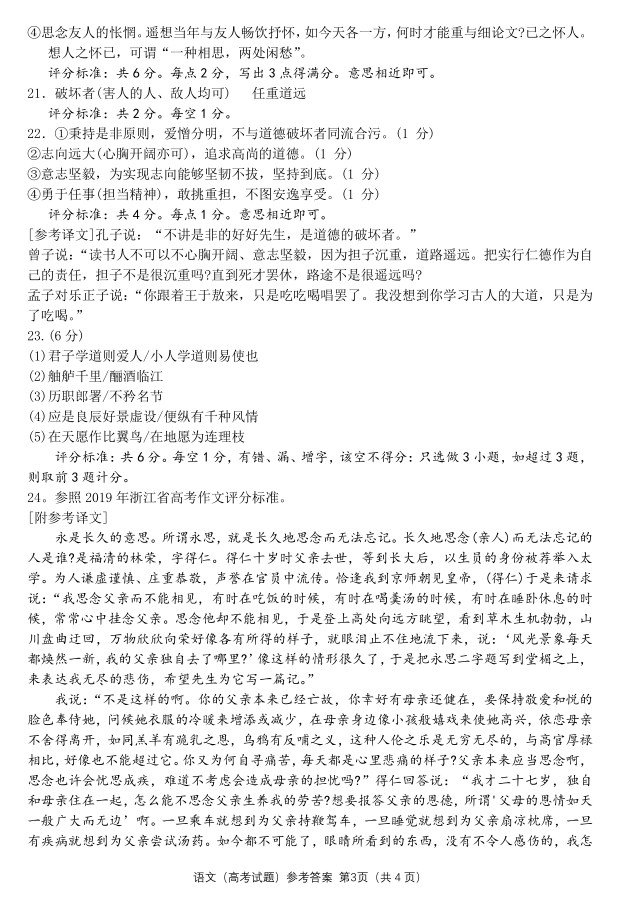 ④思念友人的怅惘。遥想当年与友人畅饮抒怀，如今天各一方，何时才能重与细论文?已之怀人。
想人之怀已，可谓“一种相思，两处闲愁”。
评分标准：共 6 分。每点 2 分，写出 3 点得满分。意思相近即可。
21．破坏者(害人的人、敌人均可)　任重道远
评分标准：共 2 分。每空 1 分。
22．①秉持是非原则，爱憎分明，不与道德破坏者同流合污。(1 分)
②志向远大(心胸开阔亦可)，追求高尚的道德。(1 分)
③意志坚毅，为实现志向能够坚韧不拔，坚持到底。(1 分)
④勇于任事(担当精神)，敢挑重担，不图安逸享受。(1 分)
评分标准：共 4 分。每点 1 分。意思相近即可。
[参考译文]孔子说：“不讲是非的好好先生，是道德的破坏者。”
曾子说：“读书人不可以不心胸开阔、意志坚毅，因为担子沉重，道路遥远。把实行仁德作为自
己的责任，担子不是很沉重吗?直到死才罢休，路途不是很遥远吗?
孟子对乐正子说：“你跟着王于敖来，只是吃吃喝唱罢了。我没想到你学习古人的大道，只是为
了吃喝。”
23.(6 分)
(1)君子学道则爱人/小人学道则易使也
(2)舳舻千里/酾酒临江
(3)历职郎署/不矜名节
(4)应是良辰好景虚设/便纵有千种风情
(5)在天愿作比翼鸟/在地愿为连理枝
评分标准：共 6 分。每空 1 分，有错、漏、增字，该空不得分：只选做 3 小题，如超过 3 题，
则取前 3 题计分。
24。参照 2019 年浙江省高考作文评分标准。
[附参考译文]
永是长久的意思。所谓永思，就是长久地思念而无法忘记。长久地思念(亲人)而无法忘记的
人是谁?是福清的林荣，字得仁。得仁十岁时父亲去世，等到长大后，以生员的身份被荐举入太
学。为人谦虚谨慎、庄重恭敬，声誉在官员中流传。恰逢我到京师朝见皇帝，(得仁)于是来请求
说：“我思念父亲而不能相见，有时在吃饭的时候，有时在喝羹汤的时候，有时在睡卧休息的时
候，常常心中挂念父亲。思念他却不能相见，于是登上高处向远方眺望，看到草木生机勃勃，山
川盘曲迂回，万物欣欣向荣好像各有所得的样子，就眼泪止不住地流下来，说：‘风光景象每天
都焕然一新，我的父亲独自去了哪里?’像这样的情形很久了，于是把永思二字题写到堂楣之上，
来表达我无尽的悲伤，希望先生为它写一篇记。”
我说：“不是这样的啊。你的父亲本来已经亡故，你幸好有母亲还健在，要保持敬爱和悦的
脸色奉侍她，问候她衣服的冷暖来增添或减少，在母亲身边像小孩般嬉戏来使她高兴，依恋母亲
不舍得离开，如同羔羊有跪乳之恩，乌鸦有反哺之义，这种人伦之乐是无穷无尽的，与高官厚禄
相比，好像也不能超过它。你又为何自寻痛苦，每天都是心里悲痛的样子?父亲本来应当思念啊，
思念也许会忧思成疾，难道不考虑会造成母亲的担忧吗?”得仁回答说：“我才二十七岁，独自
和母亲住在一起，怎么能不思念父亲生养我的劳苦?想要报答父亲的恩德，所谓'父母的恩情如天
一般广大而无边’啊。一旦乘车就想到为父亲持鞭驾车，一旦睡觉就想到为父亲扇凉枕席，一旦
有疾病就想到为父亲尝试汤药。如今都不可能了，眼睛所看到的东西，没有不令人感伤的，我怎
语文（高考试题）参考答案 第3页（共 4 页）